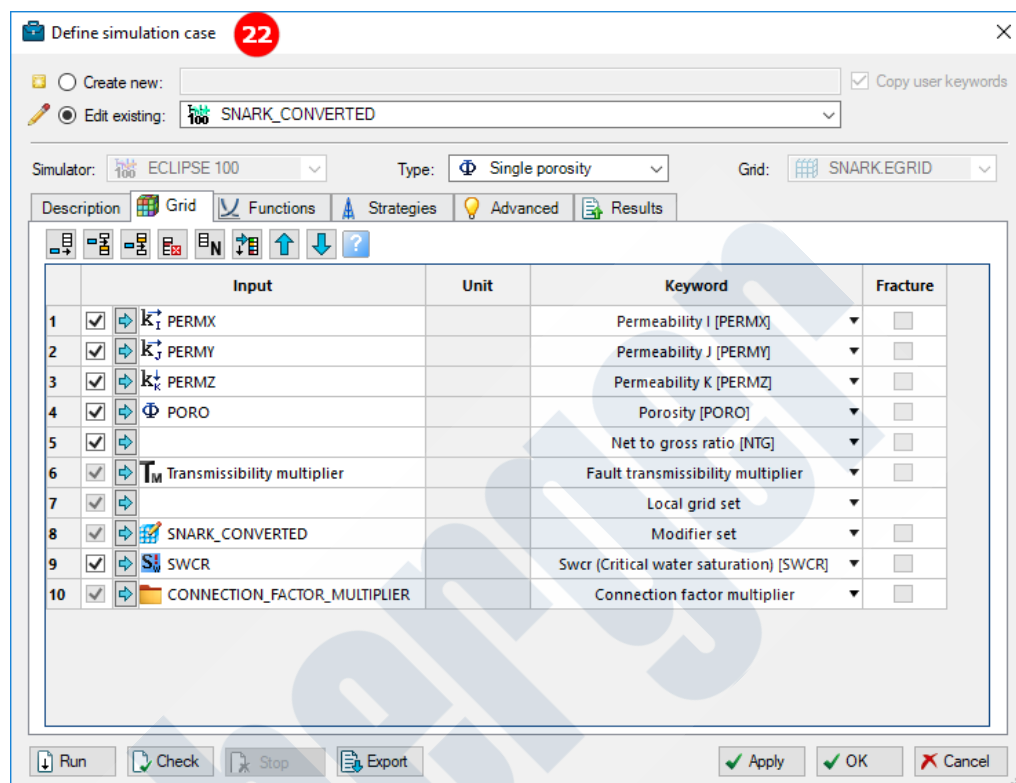 Define simulation case 22
Create new: Copy user keywords
Edit existing: SNARK_CONVERTED
Simulator: ECLIPSE 100 Type: Single porosity Grid: SNARK.EGRID
Description Grid Functions Strategies Advanced Results
Input Unit Keyword Fracture
1 PERMX Permeability I [PERMX]
2 PERMY Permeability J [PERMY]
3 PERMZ Permeability K [PERMZ]
4 PORO Porosity [PORO]
5 Net to gross ratio [NTG]
6 Transmissibility multiplier Fault transmissibility multiplier
7 Local grid set
8 SNARK_CONVERTED Modifier set
9 SWCR Swcr (Critical water saturation) [SWCR]
10 CONNECTION_FACTOR_MULTIPLIER Connection factor multiplier
Run Check Stop Export Apply OK Cancel